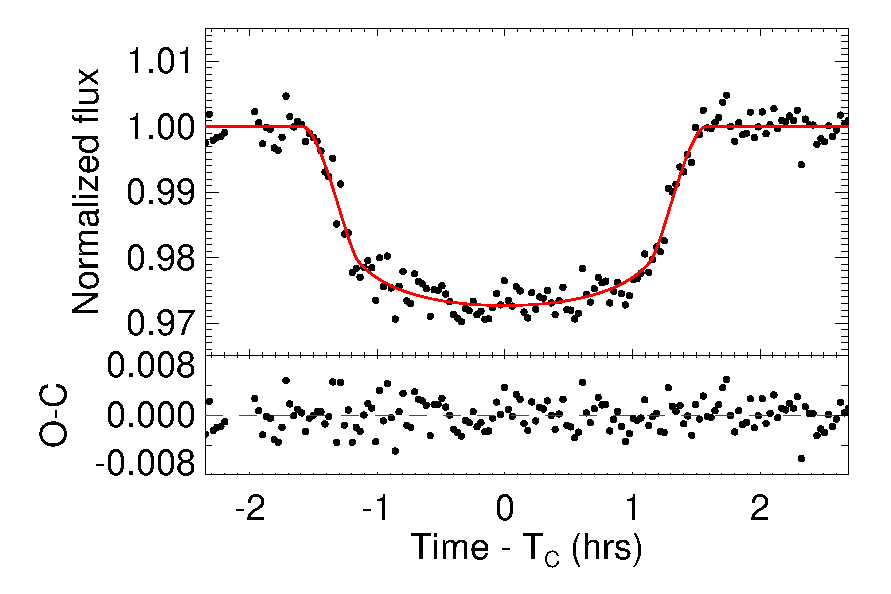 Normalized flux
1.01
1.00
0.99
0.98
0.97
O-C
0.008
0.000
-0.008
-2 -1 0 1 2
Time - T_C (hrs)